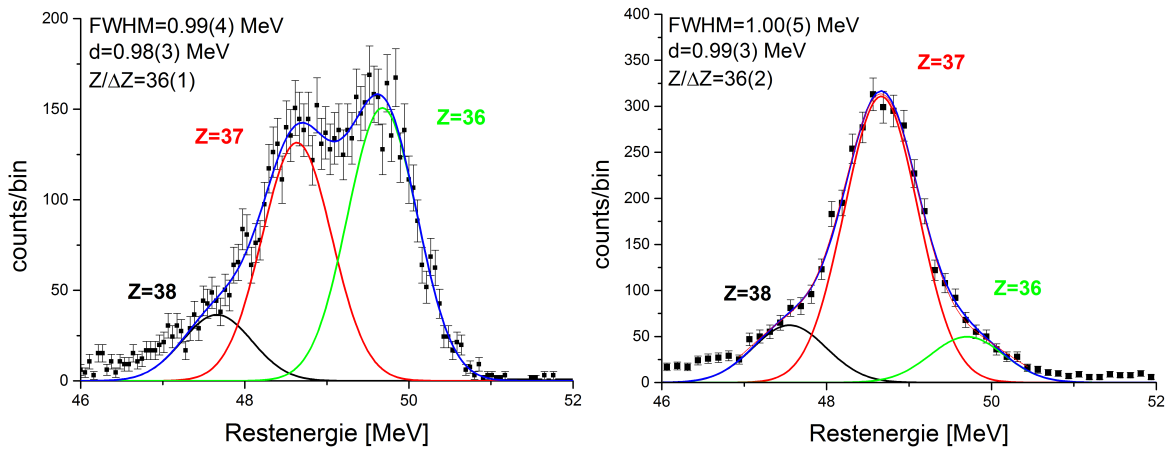 FWHM=0.99(4) MeV
d=0.98(3) MeV
Z/ΔZ=36(1)
Z=37
Z=36
Z=38
200
150
100
50
0
46
48
50
52
counts/bin
Restenergie [MeV]
FWHM=1.00(5) MeV
d=0.99(3) MeV
Z/ΔZ=36(2)
Z=37
Z=38
Z=36
400
350
300
250
200
150
100
50
0
46
48
50
52
counts/bin
Restenergie [MeV]